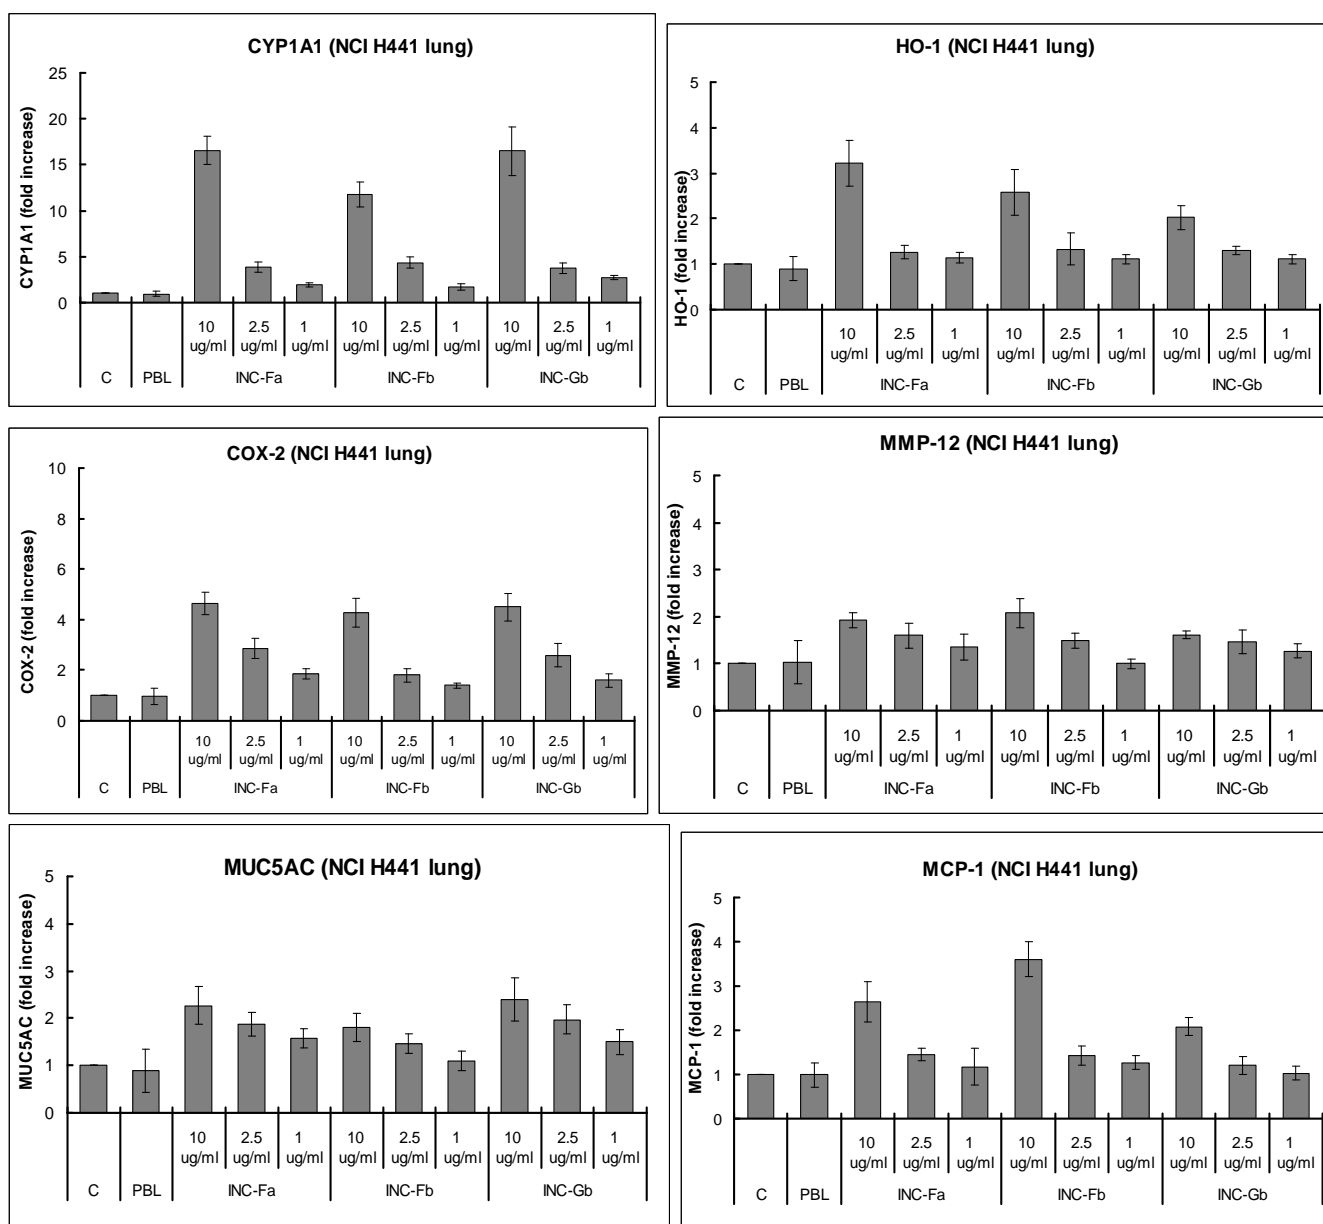 CYP1A1 (NCI H441 lung)
CYP1A1 (fold increase)
25
20
15
10
5
0
10 2.5 1 10 2.5 1 10 2.5 1
ug/ml ug/ml ug/ml ug/ml ug/ml ug/ml ug/ml ug/ml ug/ml
C PBL INC-Fa INC-Fb INC-Gb
HO-1 (NCI H441 lung)
HO-1 (fold increase)
5
4
3
2
1
0
10 2.5 1 10 2.5 1 10 2.5 1
ug/ml ug/ml ug/ml ug/ml ug/ml ug/ml ug/ml ug/ml ug/ml
C PBL INC-Fa INC-Fb INC-Gb
COX-2 (NCI H441 lung)
COX-2 (fold increase)
10
8
6
4
2
0
10 2.5 1 10 2.5 1 10 2.5 1
ug/ml ug/ml ug/ml ug/ml ug/ml ug/ml ug/ml ug/ml ug/ml
C PBL INC-Fa INC-Fb INC-Gb
MMP-12 (NCI H441 lung)
MMP-12 (fold increase)
5
4
3
2
1
0
10 2.5 1 10 2.5 1 10 2.5 1
ug/ml ug/ml ug/ml ug/ml ug/ml ug/ml ug/ml ug/ml ug/ml
C PBL INC-Fa INC-Fb INC-Gb
MUC5AC (NCI H441 lung)
MUC5AC (fold increase)
5
4
3
2
1
0
10 2.5 1 10 2.5 1 10 2.5 1
ug/ml ug/ml ug/ml ug/ml ug/ml ug/ml ug/ml ug/ml ug/ml
C PBL INC-Fa INC-Fb INC-Gb
MCP-1 (NCI H441 lung)
MCP-1 (fold increase)
5
4
3
2
1
0
10 2.5 1 10 2.5 1 10 2.5 1
ug/ml ug/ml ug/ml ug/ml ug/ml ug/ml ug/ml ug/ml ug/ml
C PBL INC-Fa INC-Fb INC-Gb